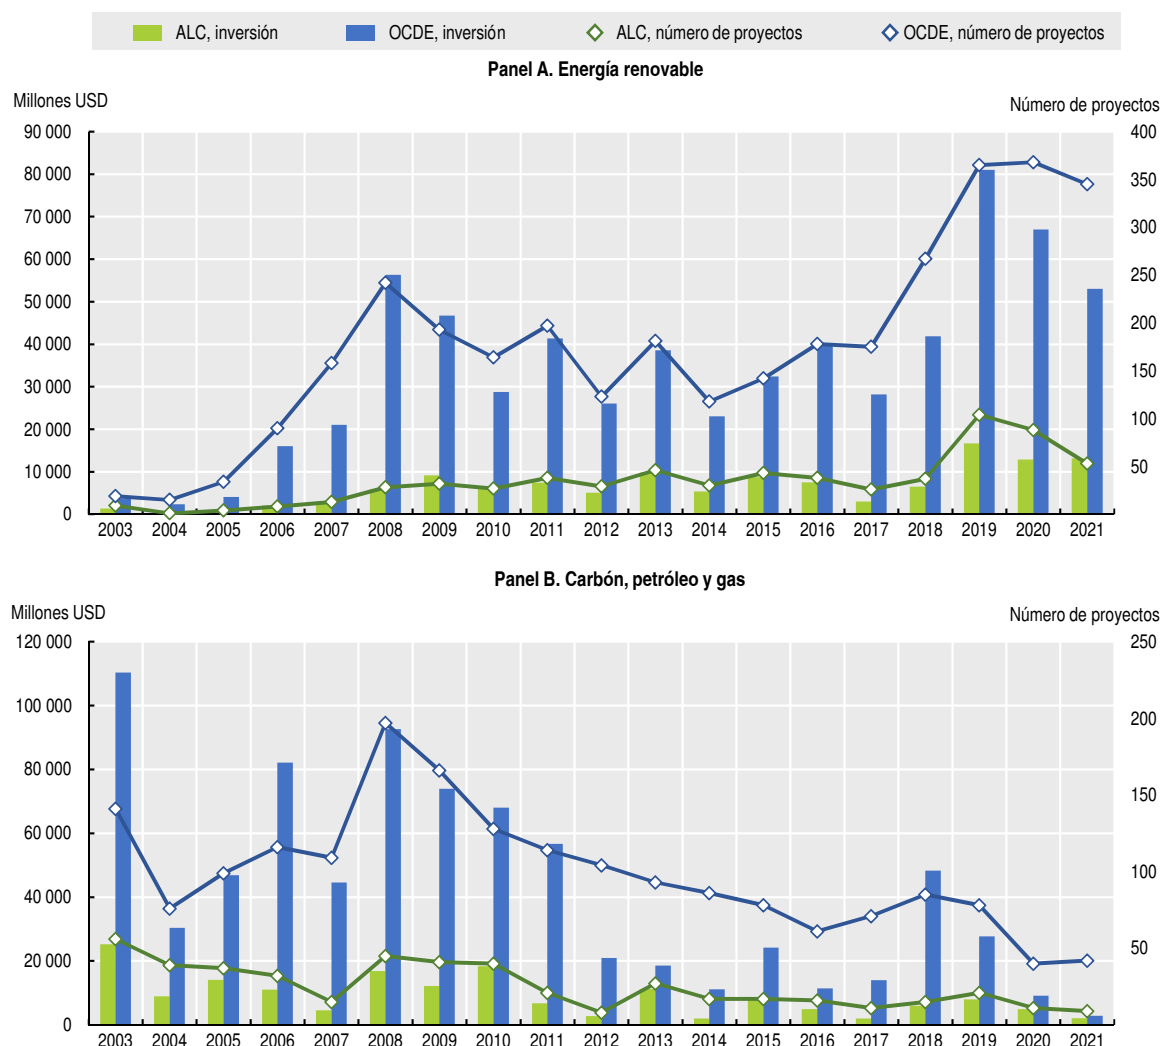 ALC, inversión OCDE, inversión ALC, número de proyectos OCDE, número de proyectos
Panel A. Energía renovable
Millones USD Número de proyectos
90 000 400
80 000 350
70 000 300
60 000 250
50 000 200
40 000 150
30 000 100
20 000 50
10 000
0
2003 2004 2005 2006 2007 2008 2009 2010 2011 2012 2013 2014 2015 2016 2017 2018 2019 2020 2021
Panel B. Carbón, petróleo y gas
Millones USD Número de proyectos
120 000 250
100 000 200
80 000 150
60 000 100
40 000 50
20 000
0
2003 2004 2005 2006 2007 2008 2009 2010 2011 2012 2013 2014 2015 2016 2017 2018 2019 2020 2021